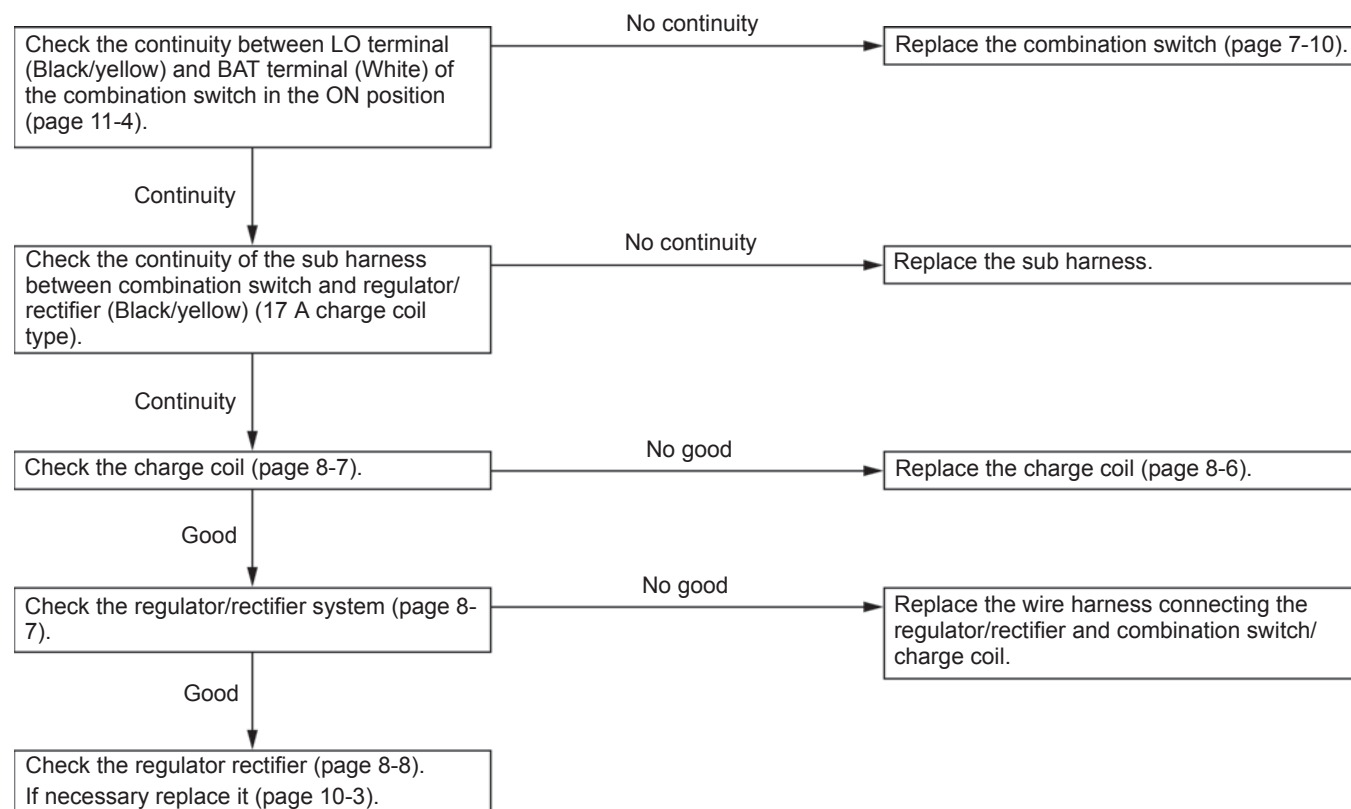 No continuity
Check the continuity between LO terminal
(Black/yellow) and BAT terminal (White) of
the combination switch in the ON position
(page 11-4).
Replace the combination switch (page 7-10).
Continuity
No continuity
Check the continuity of the sub harness
between combination switch and regulator/
rectifier (Black/yellow) (17 A charge coil
type).
Replace the sub harness.
Continuity
No good
Check the charge coil (page 8-7).
Replace the charge coil (page 8-6).
Good
No good
Check the regulator/rectifier system (page 8-
7).
Replace the wire harness connecting the
regulator/rectifier and combination switch/
charge coil.
Good
Check the regulator rectifier (page 8-8).
If necessary replace it (page 10-3).